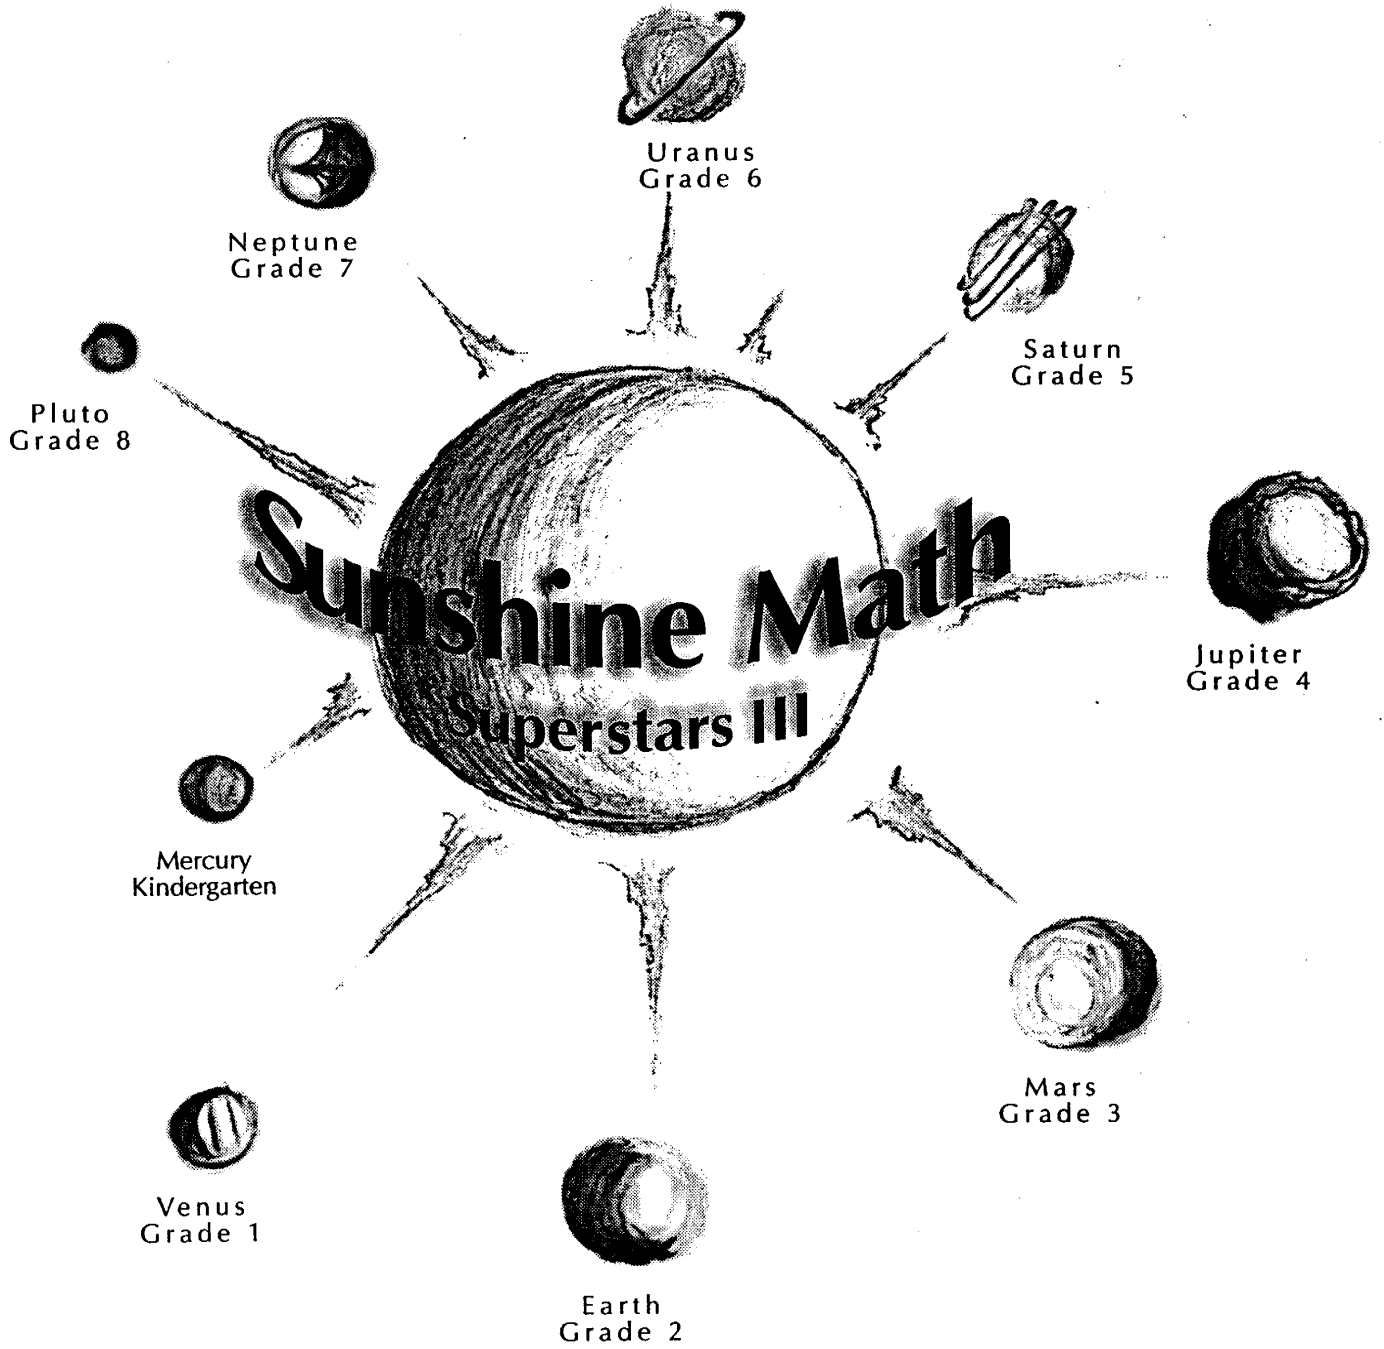 Uranus
Grade 6
Neptune
Grade 7
Saturn
Grade 5
Pluto
Grade 8
Sunshine Math
Superstars III
Jupiter
Grade 4
Mercury
Kindergarten
Mars
Grade 3
Venus
Grade 1
Earth
Grade 2